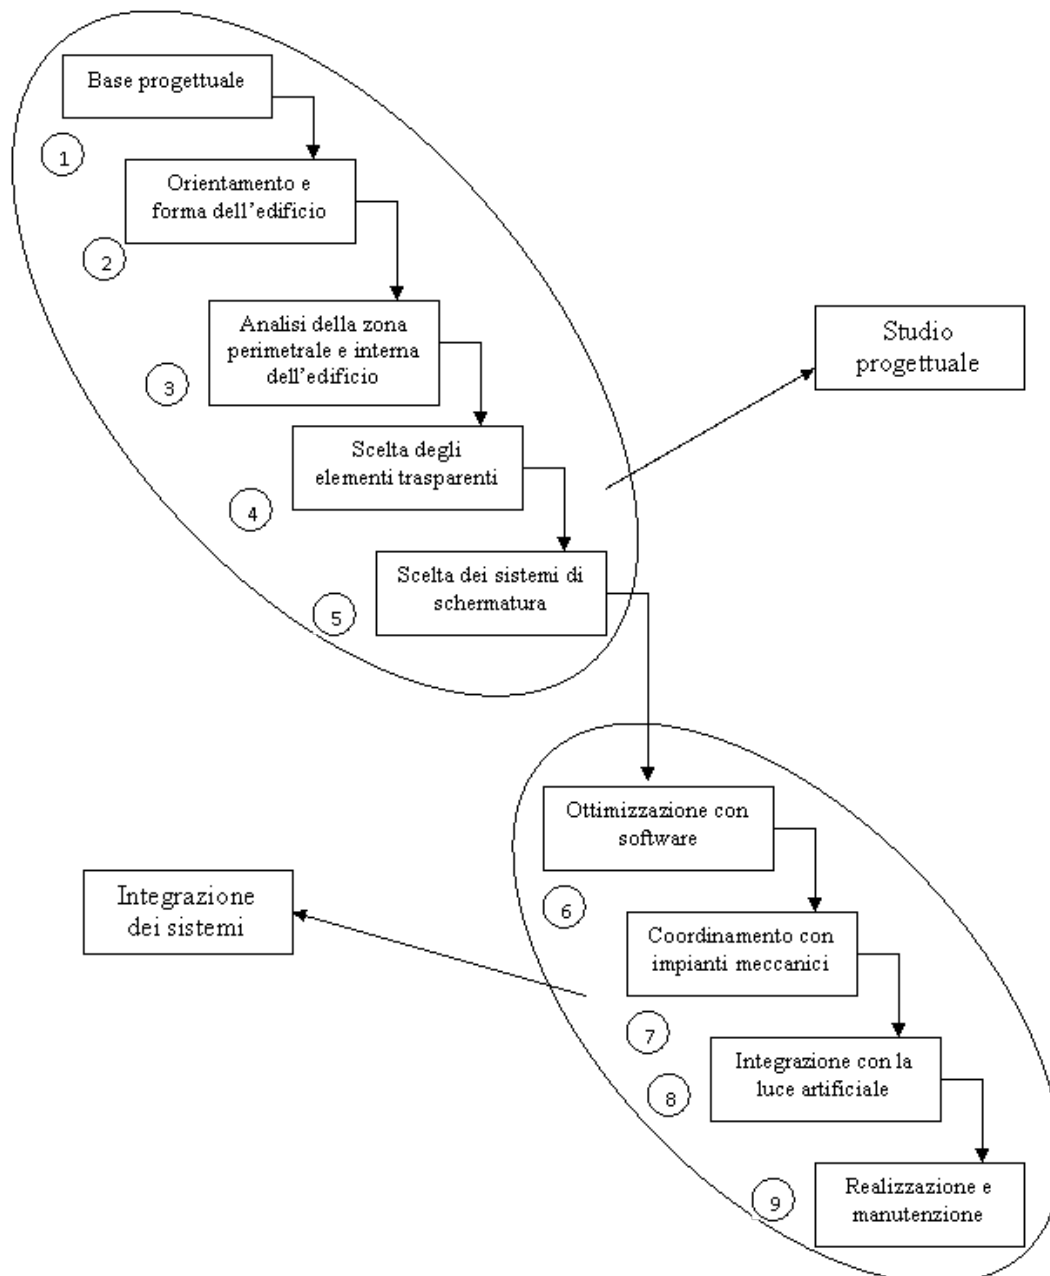 Base progettuale
1
Orientamento e
forma dell'edificio
2
Analisi della zona
perimetrale e interna
dell'edificio
3
Studio
progettuale
Scelta degli
elementi trasparenti
4
Scelta dei sistemi di
schermatura
5
Ottimizzazione con
software
6
Integrazione
dei sistemi
Coordinamento con
impianti meccanici
7
Integrazione con la
luce artificiale
8
Realizzazione e
manutenzione
9